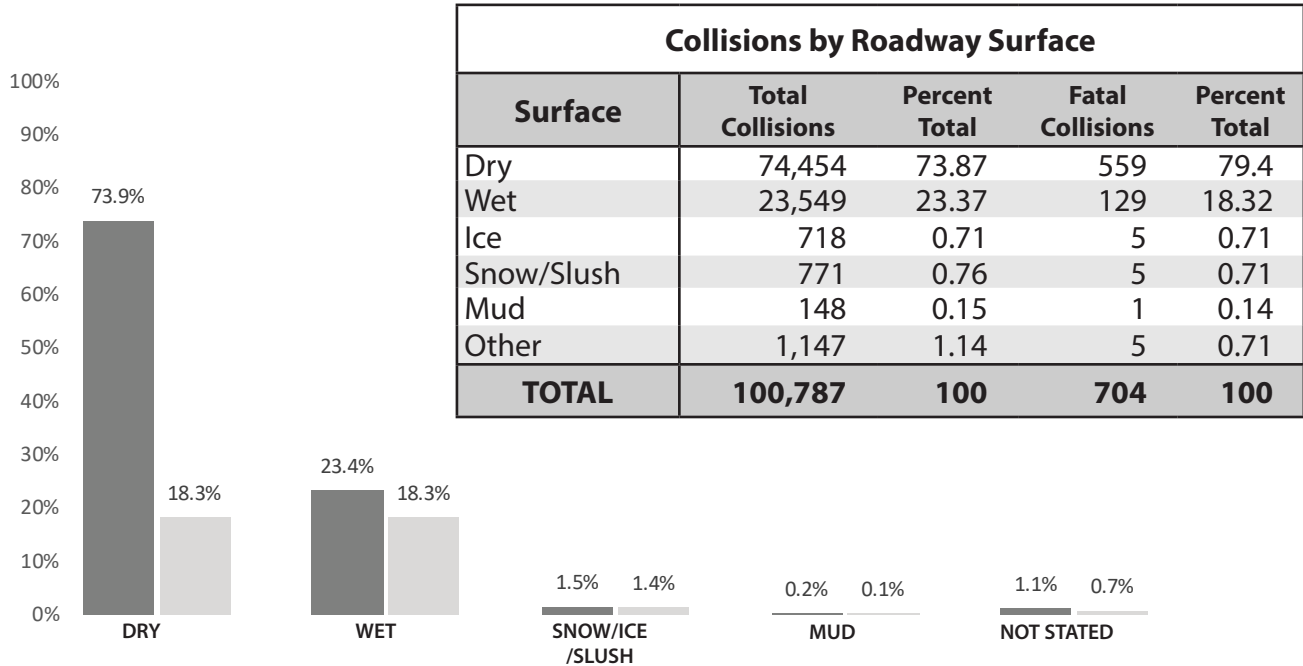 Collisions by Roadway Surface
Surface Total Collisions Percent Total Fatal Collisions Percent Total
Dry 74,454 73.87 559 79.4
Wet 23,549 23.37 129 18.32
Ice 718 0.71 5 0.71
Snow/Slush 771 0.76 5 0.71
Mud 148 0.15 1 0.14
Other 1,147 1.14 5 0.71
TOTAL 100,787 100 704 100
100%
90%
80%
70%
60%
50%
40%
30%
20%
10%
0%
73.9% 18.3%
23.4% 18.3%
1.5% 1.4%
0.2% 0.1%
1.1% 0.7%
DRY
WET
SNOW/ICE
/SLUSH
MUD
NOT STATED